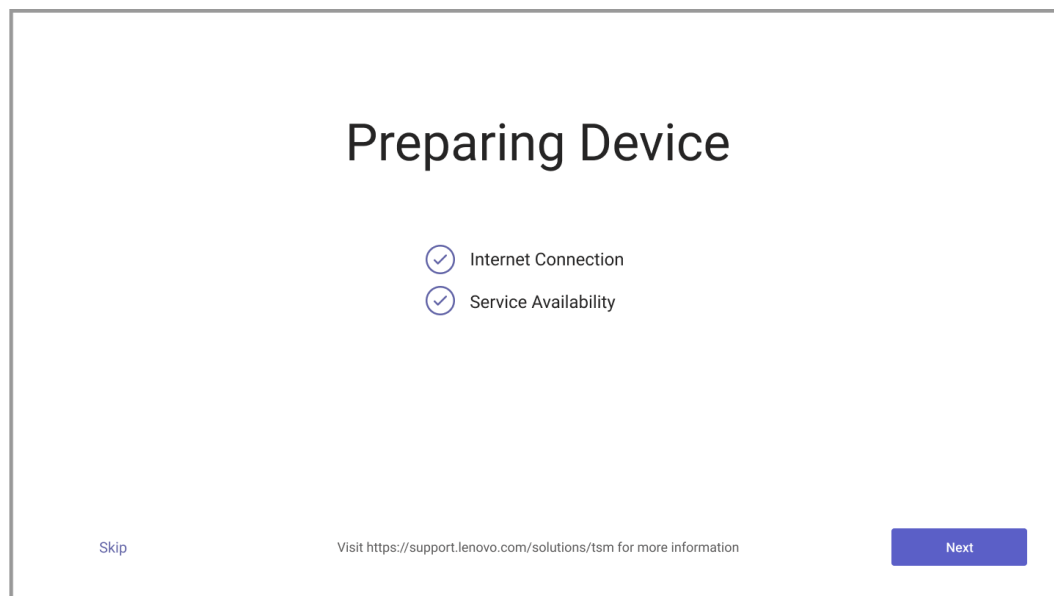 Preparing Device
Internet Connection
Service Availability
Skip
Visit https://support.lenovo.com/solutions/tsm for more information
Next